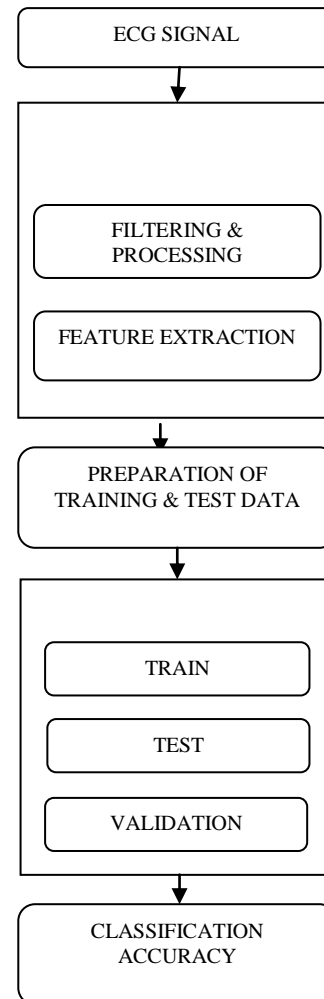 ECG SIGNAL
FILTERING &
PROCESSING
FEATURE EXTRACTION
PREPARATION OF
TRAINING & TEST DATA
TRAIN
TEST
VALIDATION
CLASSIFICATION
ACCURACY